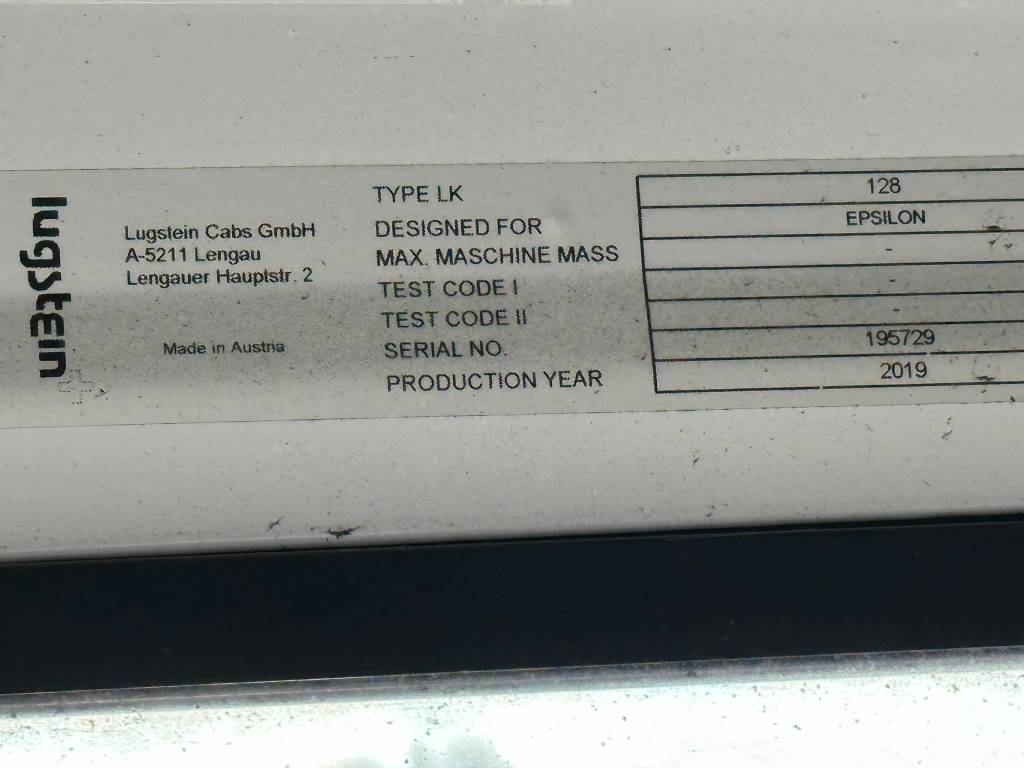 lugstein
Lugstein Cabs GmbH
A-5211 Lengau
Lengauer Hauptstr. 2
Made in Austria
TYPE LK 128
DESIGNED FOR EPSILON
MAX. MASCHINE MASS -
TEST CODE I -
TEST CODE II -
SERIAL NO. 195729
PRODUCTION YEAR 2019